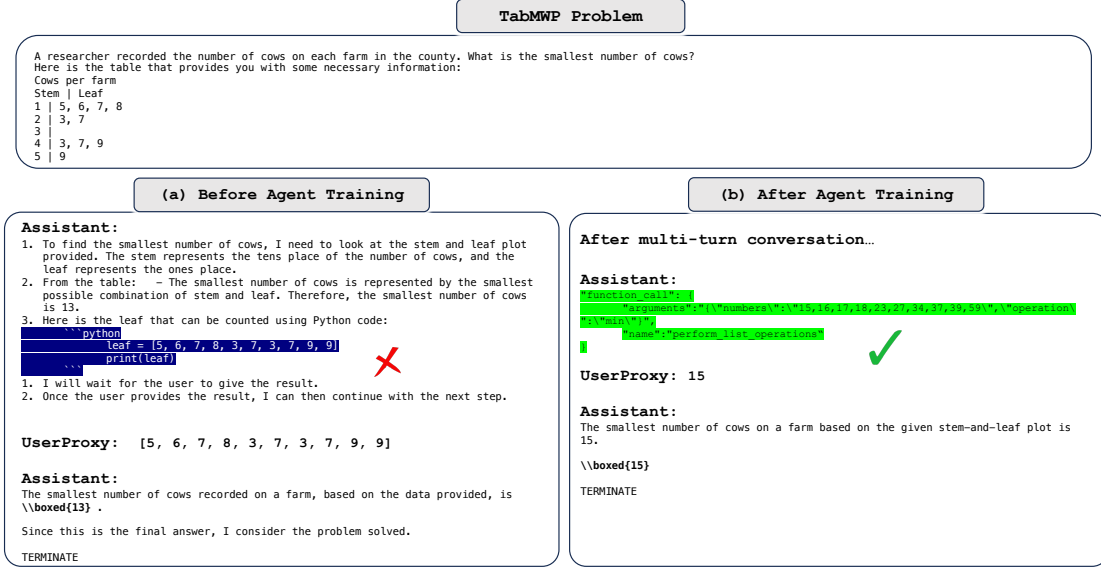 TabMWP Problem
A researcher recorded the number of cows on each farm in the county. What is the smallest number of cows?
Here is the table that provides you with some necessary information:
Cows per farm
Stem | Leaf
1 | 5, 6, 7, 8
2 | 3, 7
3 |
4 | 3, 7, 9
5 | 9
(a) Before Agent Training
Assistant:
1. To find the smallest number of cows, I need to look at the stem and leaf plot
provided. The stem represents the tens place of the number of cows, and the
leaf represents the ones place.
2. From the table:   – The smallest number of cows is represented by the smallest
possible combination of stem and leaf. Therefore, the smallest number of cows
is 13.
3. Here is the leaf that can be counted using Python code:
```python
leaf = [5, 6, 7, 8, 3, 7, 3, 7, 9, 9]
print(leaf)
```
1. I will wait for the user to give the result.
2. Once the user provides the result, I can then continue with the next step.
UserProxy: [5, 6, 7, 8, 3, 7, 3, 7, 9, 9]
Assistant:
The smallest number of cows recorded on a farm, based on the data provided, is
\\boxed{13} .
Since this is the final answer, I consider the problem solved.
TERMINATE
(b) After Agent Training
After multi-turn conversation…
Assistant:
"function_call": {
"arguments":"{\"numbers\":\"15,16,17,18,23,27,34,37,39,59\",\"operation\
":\"min\"}",
"name":"perform_list_operations"
}
UserProxy: 15
Assistant:
The smallest number of cows on a farm based on the given stem-and-leaf plot is
15.
\\boxed{15}
TERMINATE